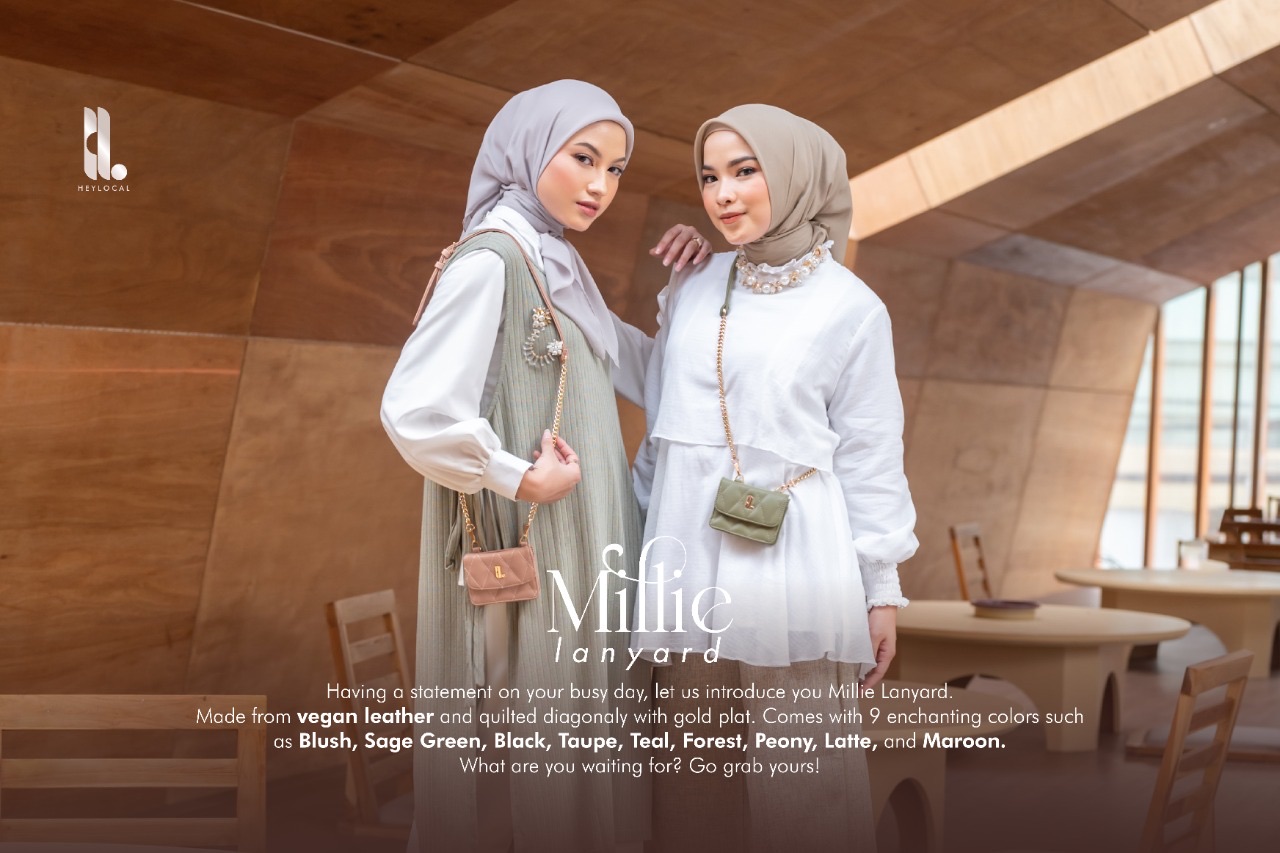 HEYLOCAL
Millie
lanyard
Having a statement on your busy day, let us introduce you Millie Lanyard.
Made from vegan leather and quilted diagonaly with gold plat. Comes with 9 enchanting colors such
as Blush, Sage Green, Black, Taupe, Teal, Forest, Peony, Latte, and Maroon.
What are you waiting for? Go grab yours!